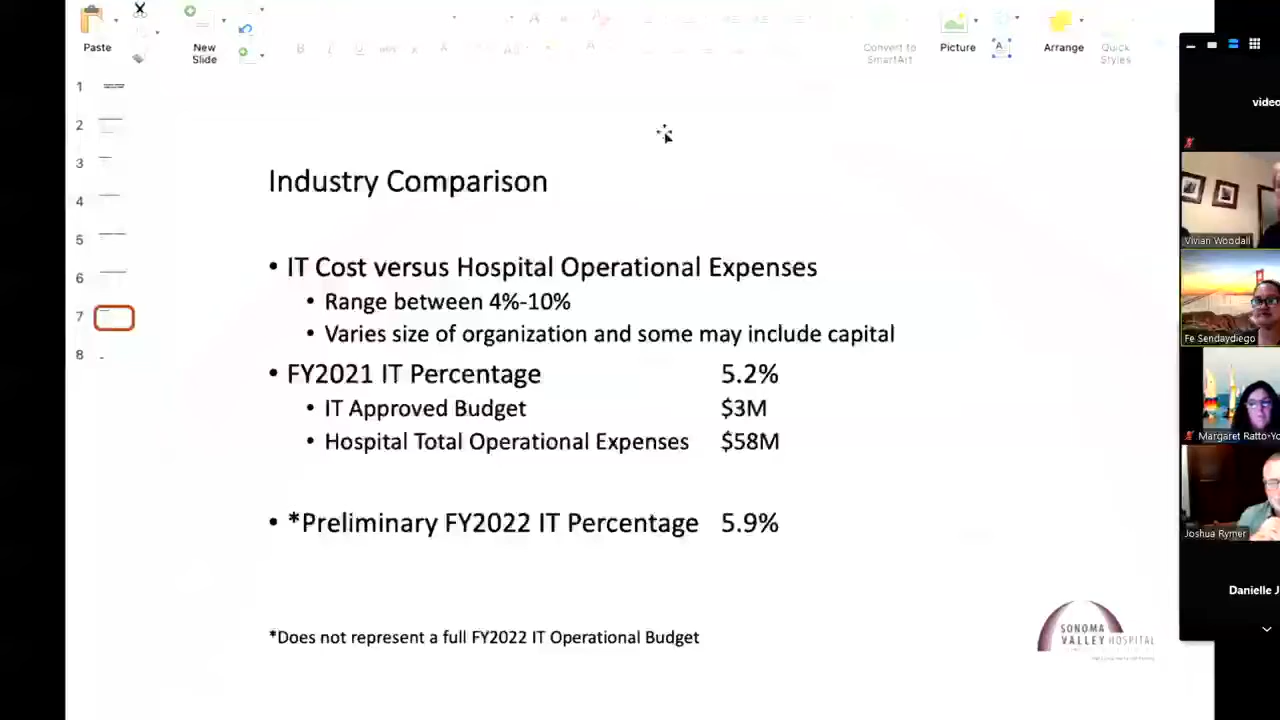 Paste
New
Slide
Convert to
SmartArt
Picture
Arrange
Quick
Styles
1
2
3
4
5
6
7
8
Industry Comparison
• IT Cost versus Hospital Operational Expenses
• Range between 4%-10%
• Varies size of organization and some may include capital
• FY2021 IT Percentage 5.2%
• IT Approved Budget $3M
• Hospital Total Operational Expenses $58M
• *Preliminary FY2022 IT Percentage 5.9%
*Does not represent a full FY2022 IT Operational Budget
SONOMA
VALLEY HOSPITAL
video
Vivian Woodall
Fe Sendaydiego
Margaret Ratto-Yo
Joshua Rymer
Danielle J